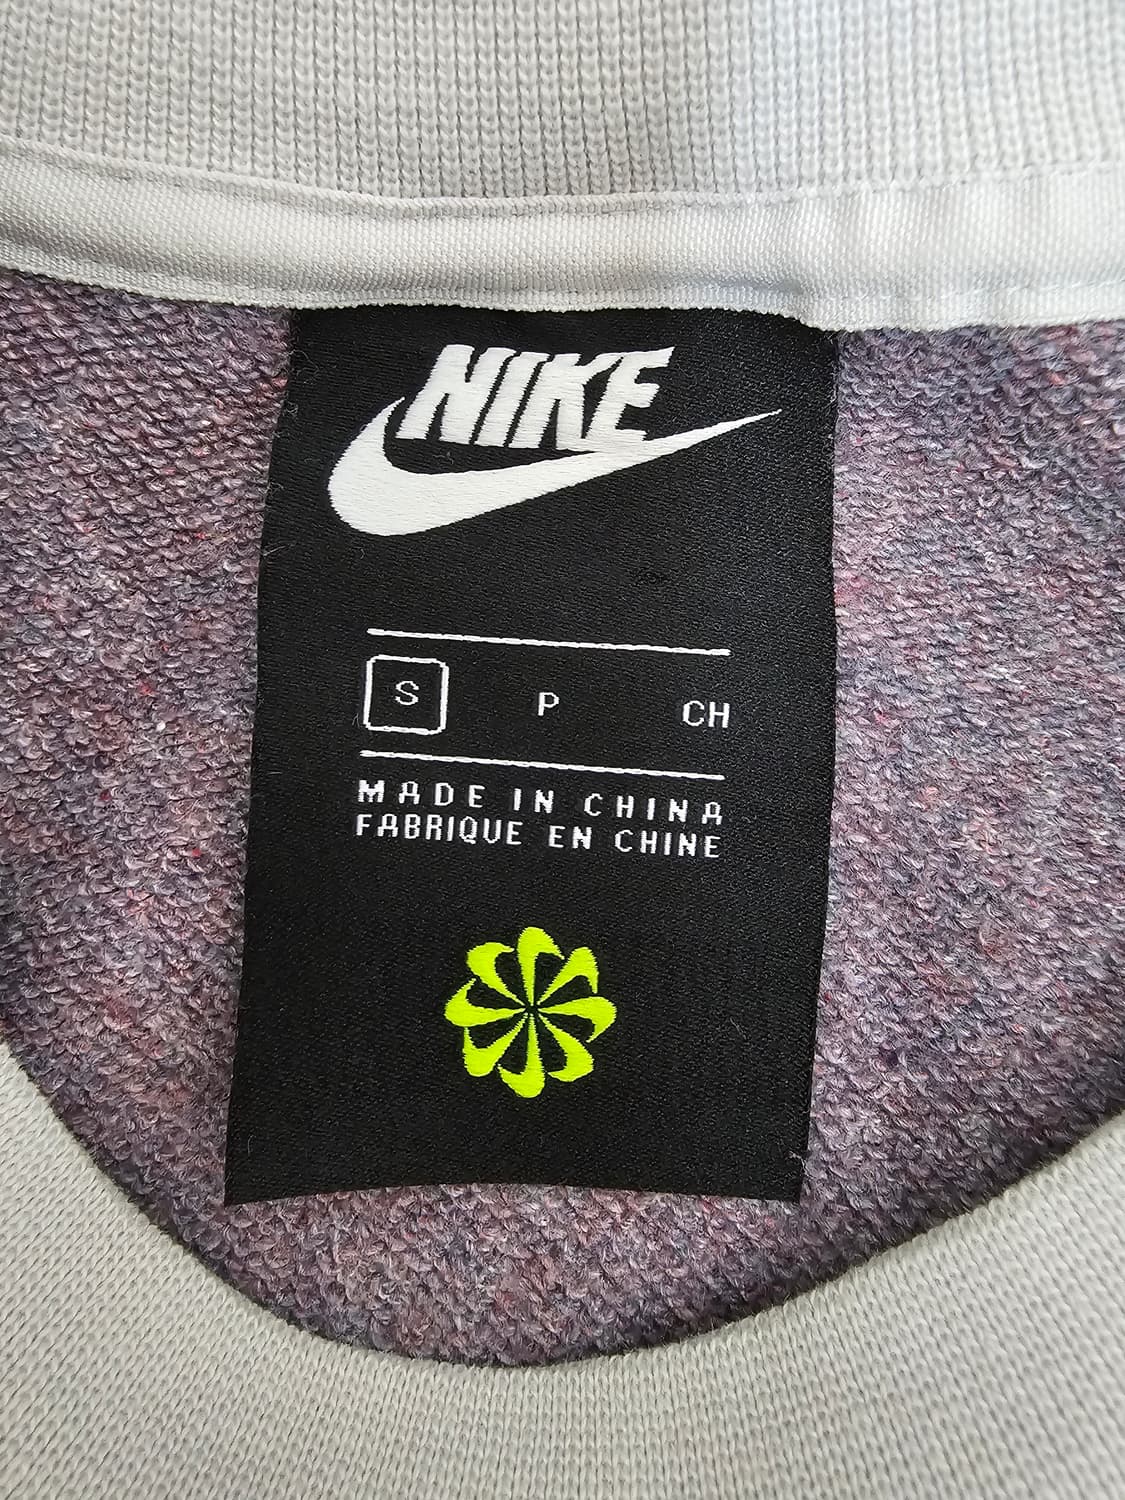 NIKE
S P CH
MADE IN CHINA
FABRIQUE EN CHINE